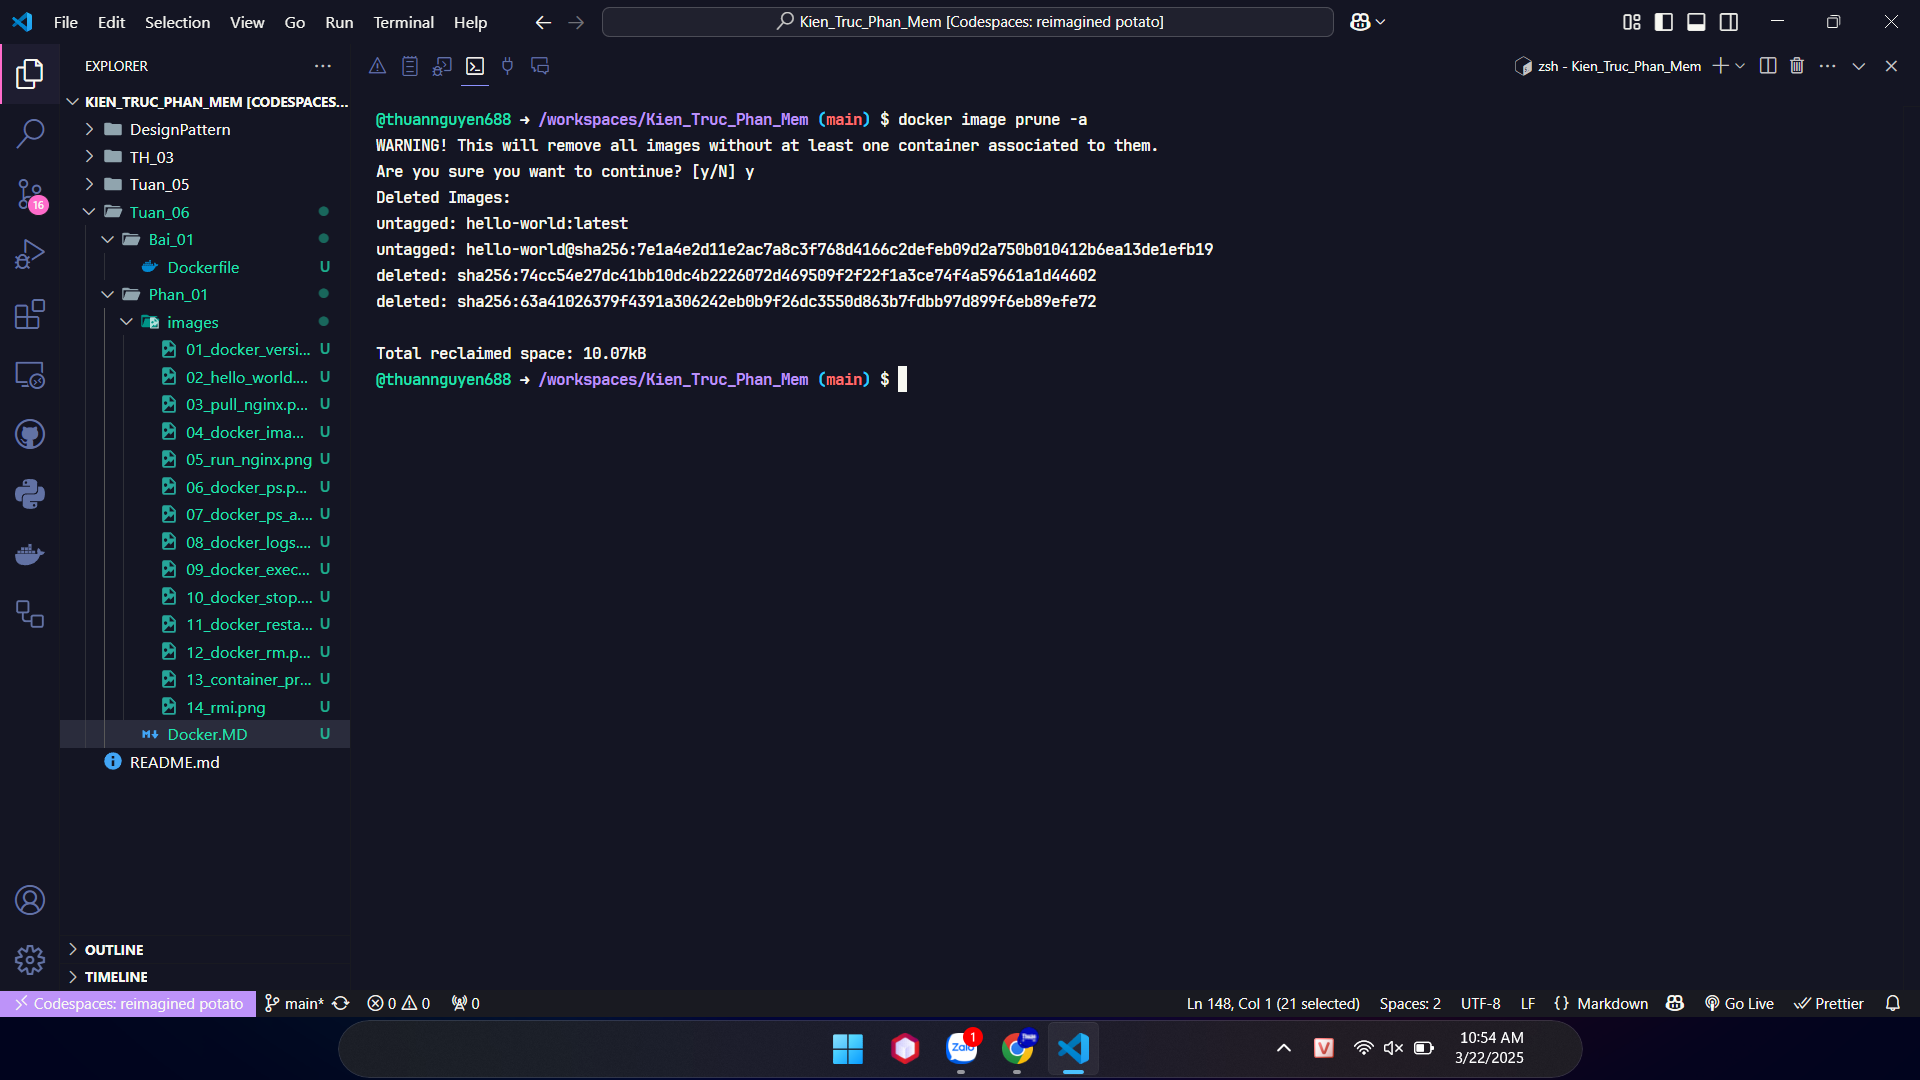 File Edit Selection View Go Run Terminal Help
Kien_Truc_Phan_Mem [Codespaces: reimagined potato]
EXPLORER
zsh - Kien_Truc_Phan_Mem
KIEN_TRUC_PHAN_MEM [CODESPACES...
DesignPattern
TH_03
Tuan_05
Tuan_06
Bai_01
Dockerfile U
Phan_01
images
01_docker_versi... U
02_hello_world.... U
03_pull_nginx.p... U
04_docker_ima... U
05_run_nginx.png U
06_docker_ps.p... U
07_docker_ps_a.... U
08_docker_logs.... U
09_docker_exec... U
10_docker_stop.... U
11_docker_resta... U
12_docker_rm.p... U
13_container_pr... U
14_rmi.png U
Docker.MD U
README.md
16
OUTLINE
TIMELINE
@thuannguyen688 → /workspaces/Kien_Truc_Phan_Mem (main) $ docker image prune -a
WARNING! This will remove all images without at least one container associated to them.
Are you sure you want to continue? [y/N] y
Deleted Images:
untagged: hello-world:latest
untagged: hello-world@sha256:7e1a4e2d11e2ac7a8c3f768d4166c2defeb09d2a750b010412b6ea13de1efb19
deleted: sha256:74cc54e27dc41bb10dc4b2226072d469509f2f22f1a3ce74f4a59661a1d44602
deleted: sha256:63a41026379f4391a306242eb0b9f26dc3550d863b7fdbb97d899f6eb89efe72
Total reclaimed space: 10.07kB
@thuannguyen688 → /workspaces/Kien_Truc_Phan_Mem (main) $
Codespaces: reimagined potato main* 0 0 0
Ln 148, Col 1 (21 selected) Spaces: 2 UTF-8 LF {} Markdown Go Live Prettier
Zalo 1
V
10:54 AM
3/22/2025